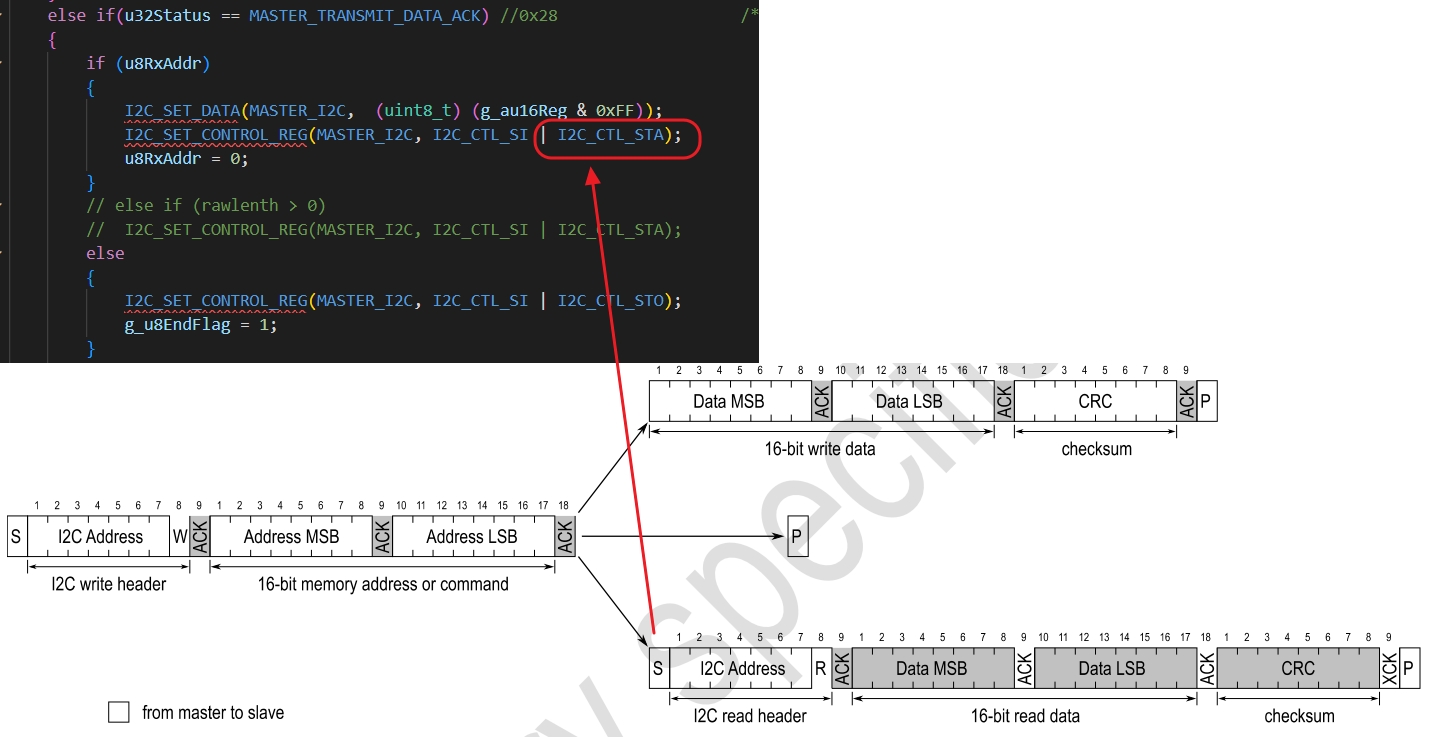 else if(u32Status == MASTER_TRANSMIT_DATA_ACK) //0x28 /*
{
if (u8RxAddr)
{
I2C_SET_DATA(MASTER_I2C, (uint8_t) (g_au16Reg & 0xFF));
I2C_SET_CONTROL_REG(MASTER_I2C, I2C_CTL_SI | I2C_CTL_STA);
u8RxAddr = 0;
}
// else if (rawlenth > 0)
// I2C_SET_CONTROL_REG(MASTER_I2C, I2C_CTL_SI | I2C_CTL_STA);
else
{
I2C_SET_CONTROL_REG(MASTER_I2C, I2C_CTL_SI | I2C_CTL_STO);
g_u8EndFlag = 1;
}
1 2 3 4 5 6 7 8 9 10 11 12 13 14 15 16 17 18 1 2 3 4 5 6 7 8 9
Data MSB ACK Data LSB ACK CRC ACK P
16-bit write data checksum
1 2 3 4 5 6 7 8 9 1 2 3 4 5 6 7 8 9 10 11 12 13 14 15 16 17 18
S I2C Address W ACK Address MSB ACK Address LSB ACK P
I2C write header 16-bit memory address or command
1 2 3 4 5 6 7 8 9 1 2 3 4 5 6 7 8 9 10 11 12 13 14 15 16 17 18 1 2 3 4 5 6 7 8 9
S I2C Address R ACK Data MSB ACK Data LSB ACK CRC XCK P
I2C read header 16-bit read data checksum
from master to slave